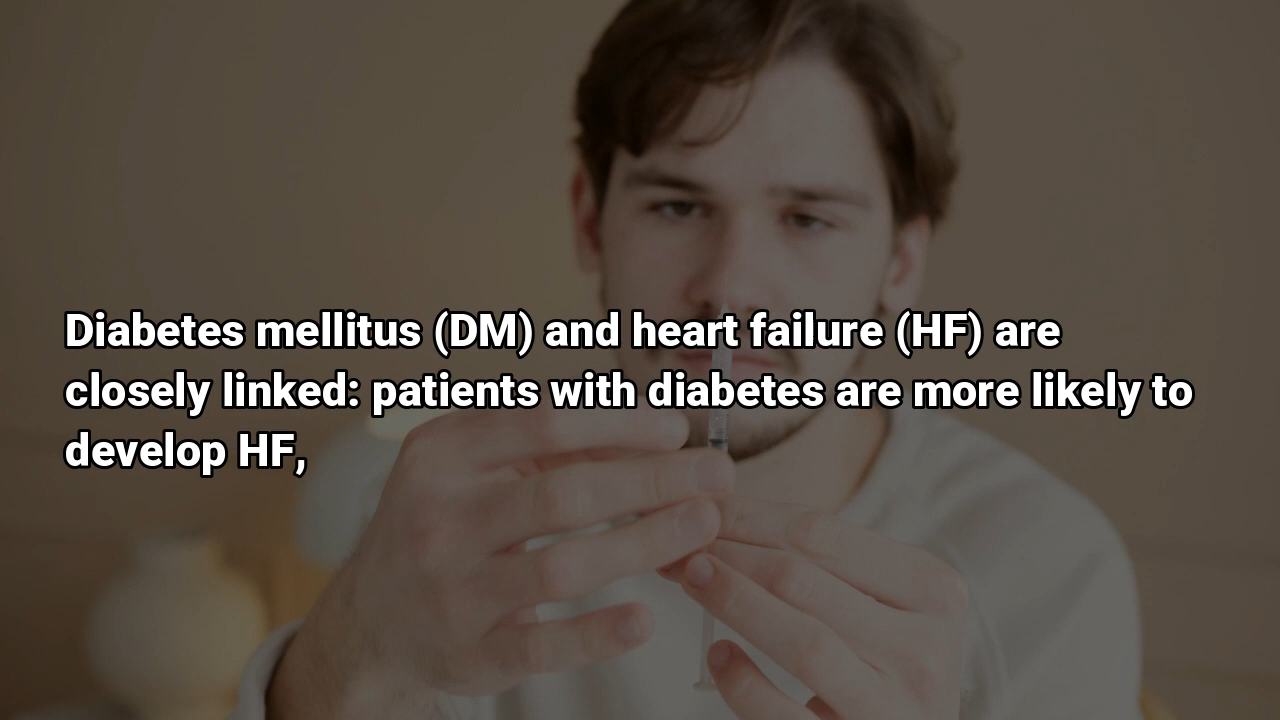 Diabetes mellitus (DM) and heart failure (HF) are
closely linked: patients with diabetes are more likely to
develop HF,